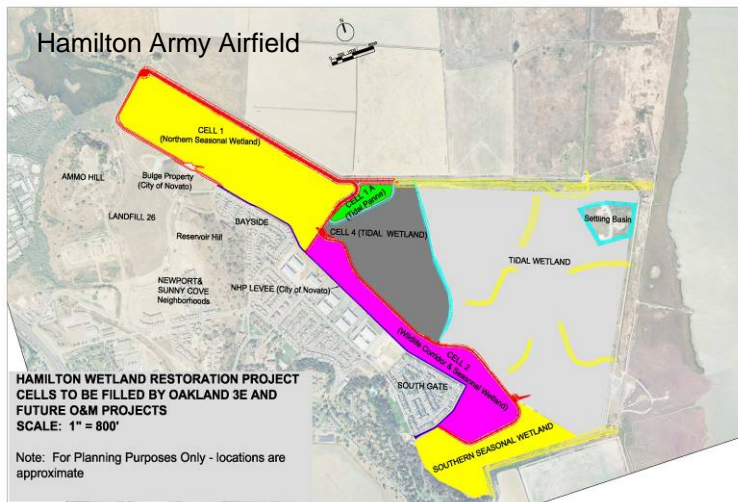 Hamilton Army Airfield
N
CELL 1
(Northern Seasonal Wetland)
AMMO HILL
Bulge Property
(City of Novato)
CELL 1 A
(Tidal Panne)
LANDFILL 26
BAYSIDE
Settling Basin
Reservoir Hill
CELL 4 (TIDAL WETLAND)
TIDAL WETLAND
NEWPORT&
SUNNY COVE
Neighborhoods
NHP LEVEE (City of Novato)
CELL 2
(Wildlife Corridor & Seasonal Wetland)
SOUTH GATE
SOUTHERN SEASONAL WETLAND
HAMILTON WETLAND RESTORATION PROJECT
CELLS TO BE FILLED BY OAKLAND 3E AND
FUTURE O&M PROJECTS
SCALE: 1" = 800'
Note: For Planning Purposes Only - locations are
approximate